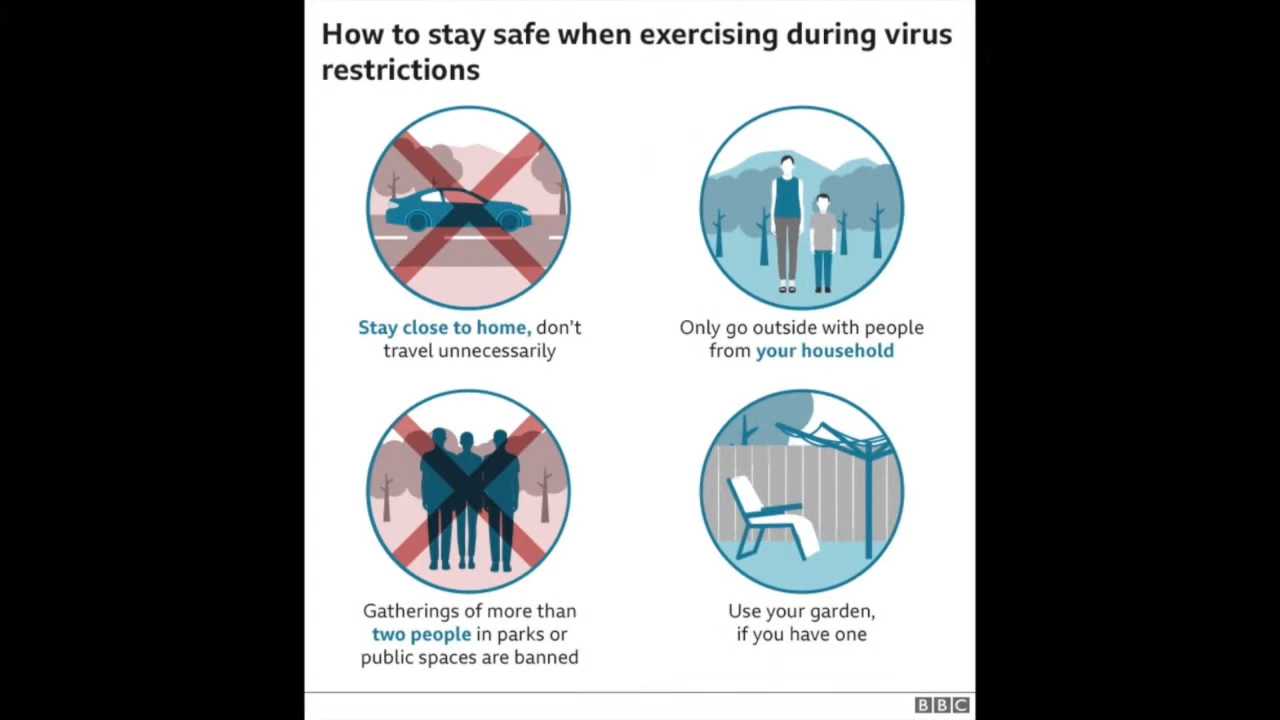 How to stay safe when exercising during virus
restrictions
Stay close to home, don't
travel unnecessarily
Only go outside with people
from your household
Gatherings of more than
two people in parks or
public spaces are banned
Use your garden,
if you have one
BBC